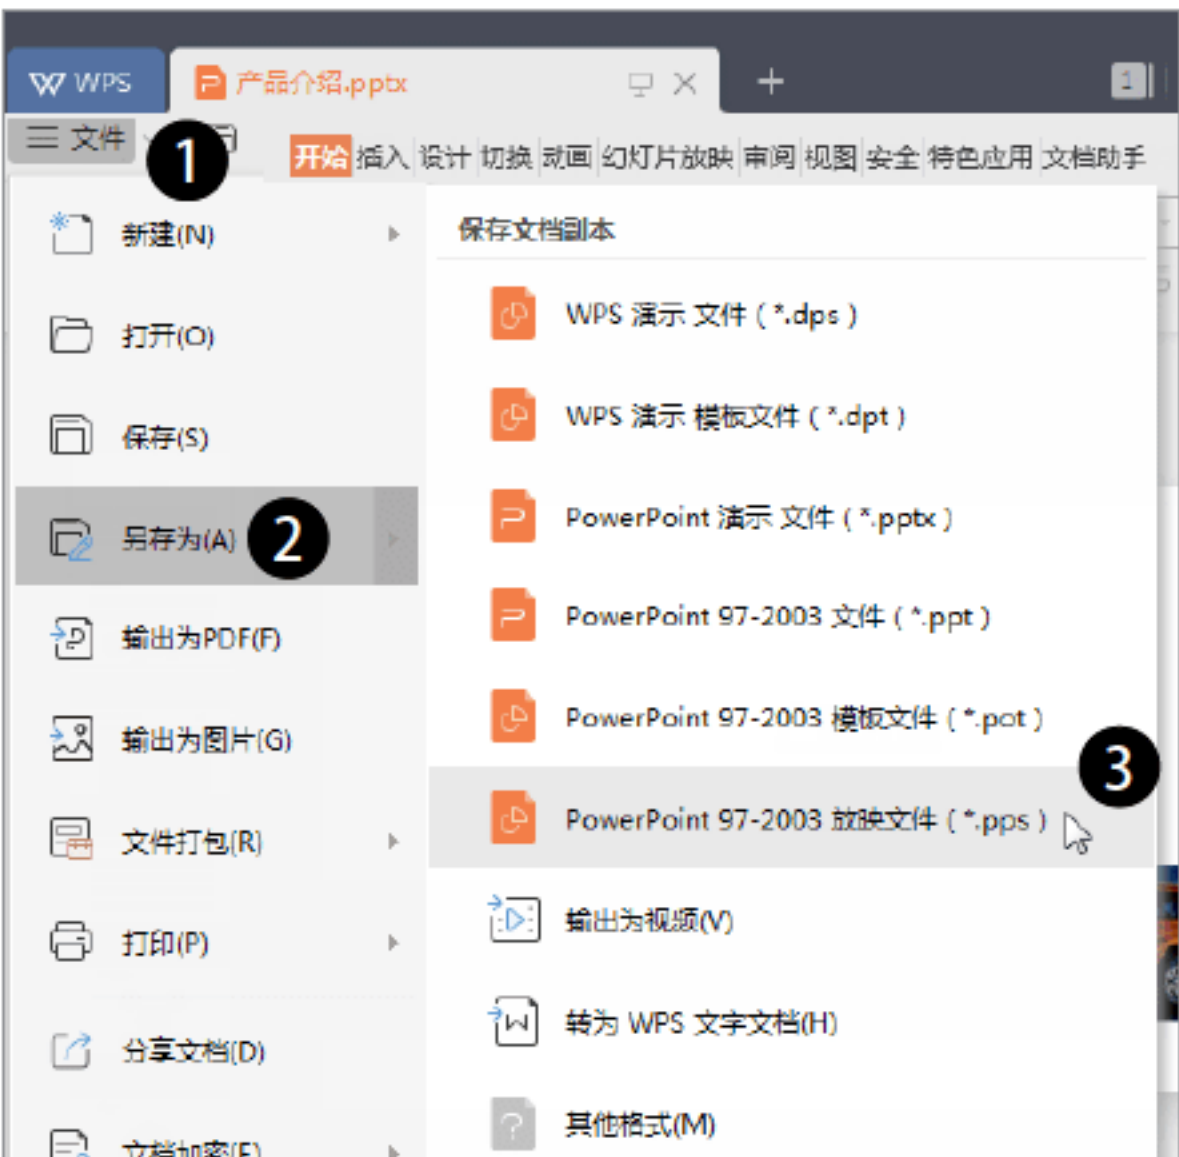 WPS
产品介绍.pptx
1
文件
1
开始 插入 设计 切换 动画 幻灯片放映 审阅 视图 安全 特色应用 文档助手
新建(N)
打开(O)
保存(S)
另存为(A)
2
输出为PDF(F)
输出为图片(G)
文件打包(R)
打印(P)
分享文档(D)
文档加密(E)
保存文档副本
WPS 演示 文件 ( *.dps )
WPS 演示 模板文件 ( *.dpt )
PowerPoint 演示 文件 ( *.pptx )
PowerPoint 97-2003 文件 ( *.ppt )
PowerPoint 97-2003 模板文件 ( *.pot )
3
PowerPoint 97-2003 放映文件 ( *.pps )
输出为视频(V)
转为 WPS 文字文档(H)
其他格式(M)